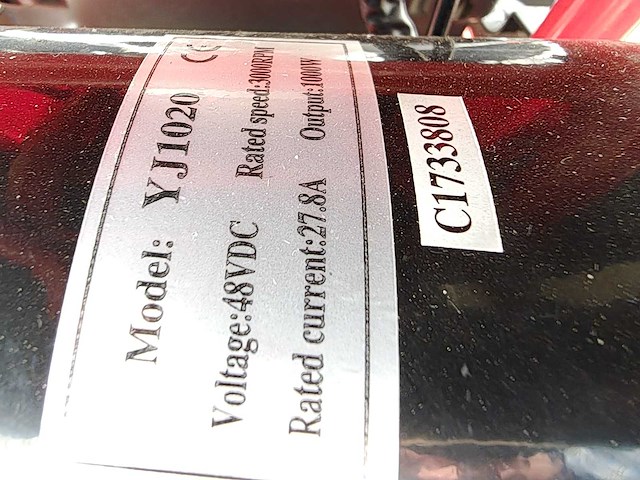 Model: YJ1020 CE
Voltage:48VDC Rated speed:3000RPM
Rated current:27.8A Output:1000W
C1733808